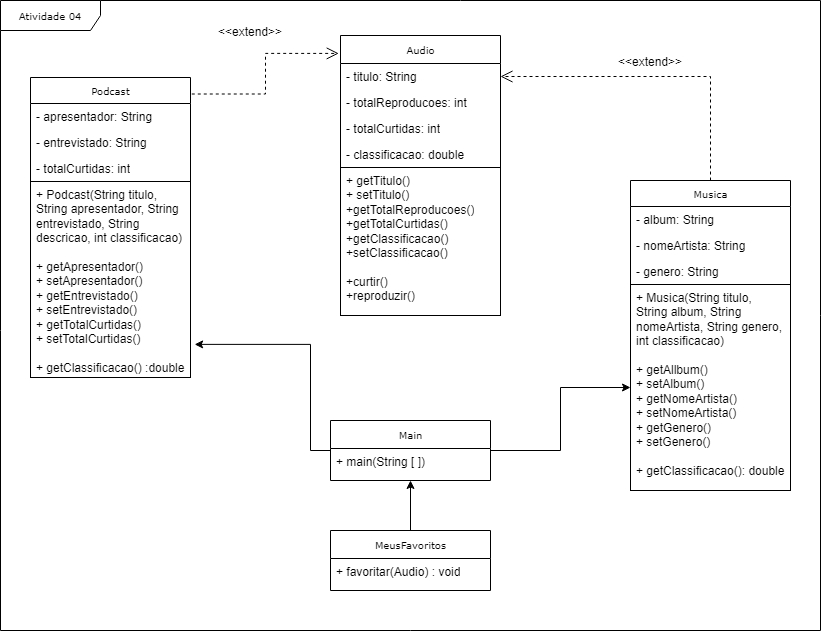 Atividade 04
<<extend>>
Audio
- titulo: String
- totalReproducoes: int
- totalCurtidas: int
- classificacao: double
+ getTitulo()
+ setTitulo()
+getTotalReproducoes()
+getTotalCurtidas()
+getClassificacao()
+setClassificacao()
+curtir()
+reproduzir()
<<extend>>
Podcast
- apresentador: String
- entrevistado: String
- totalCurtidas: int
+ Podcast(String titulo,
String apresentador, String
entrevistado, String
descricao, int classificacao)
+ getApresentador()
+ setApresentador()
+ getEntrevistado()
+ setEntrevistado()
+ getTotalCurtidas()
+ setTotalCurtidas()
+ getClassificacao() :double
Musica
- album: String
- nomeArtista: String
- genero: String
+ Musica(String titulo,
String album, String
nomeArtista, String genero,
int classificacao)
+ getAllbum()
+ setAlbum()
+ getNomeArtista()
+ setNomeArtista()
+ getGenero()
+ setGenero()
+ getClassificacao(): double
Main
+ main(String [ ])
MeusFavoritos
+ favoritar(Audio) : void